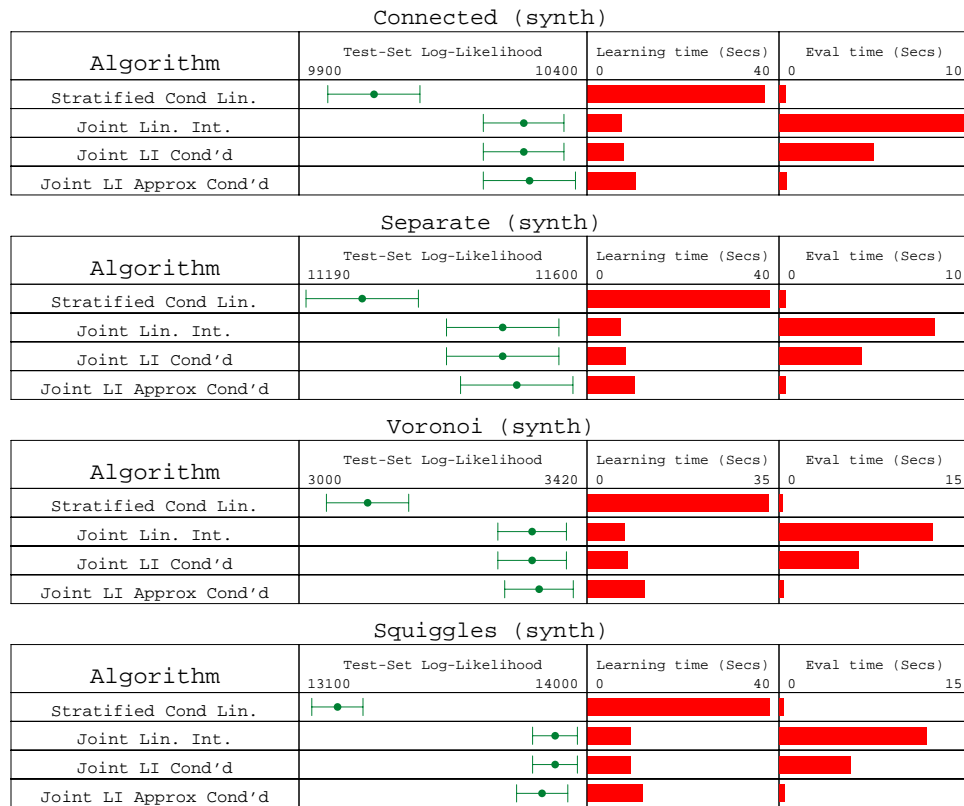 Connected (synth)
Algorithm Test-Set Log-Likelihood Learning time (Secs) Eval time (Secs)
9900 10400 0 40 0 10
Stratified Cond Lin.
Joint Lin. Int.
Joint LI Cond'd
Joint LI Approx Cond'd
Separate (synth)
Algorithm Test-Set Log-Likelihood Learning time (Secs) Eval time (Secs)
11190 11600 0 40 0 10
Stratified Cond Lin.
Joint Lin. Int.
Joint LI Cond'd
Joint LI Approx Cond'd
Voronoi (synth)
Algorithm Test-Set Log-Likelihood Learning time (Secs) Eval time (Secs)
3000 3420 0 35 0 15
Stratified Cond Lin.
Joint Lin. Int.
Joint LI Cond'd
Joint LI Approx Cond'd
Squiggles (synth)
Algorithm Test-Set Log-Likelihood Learning time (Secs) Eval time (Secs)
13100 14000 0 40 0 15
Stratified Cond Lin.
Joint Lin. Int.
Joint LI Cond'd
Joint LI Approx Cond'd